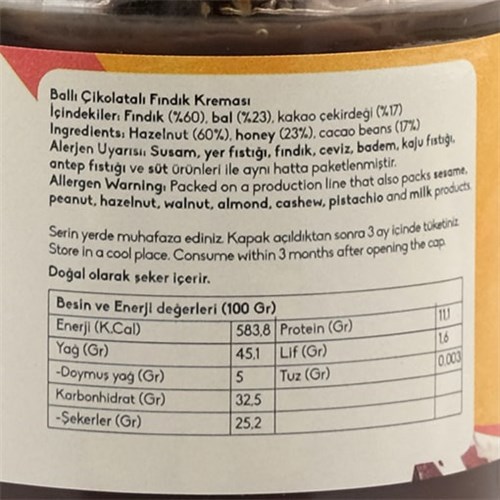 Ballı Çikolatalı Fındık Kreması
İçindekiler: Fındık (%60), bal (%23), kakao çekirdeği (%17)
Ingredients: Hazelnut (60%), honey (23%), cacao beans (17%)
Alerjen Uyarısı: Susam, yer fıstığı, fındık, ceviz, badem, kaju fıstığı,
antep fıstığı ve süt ürünleri ile aynı hatta paketlenmiştir.
Allergen Warning: Packed on a production line that also packs sesame,
peanut, hazelnut, walnut, almond, cashew, pistachio and milk products.
Serin yerde muhafaza ediniz. Kapak açıldıktan sonra 3 ay içinde tüketiniz.
Store in a cool place. Consume within 3 months after opening the cap.
Doğal olarak şeker içerir.
Besin ve Enerji değerleri (100 Gr)
Enerji (K.Cal) 583,8 Protein (Gr) 11,1
Yağ (Gr) 45,1 Lif (Gr) 1,6
-Doymuş yağ (Gr) 5 Tuz (Gr) 0.003
Karbonhidrat (Gr) 32,5
-Şekerler (Gr) 25,2